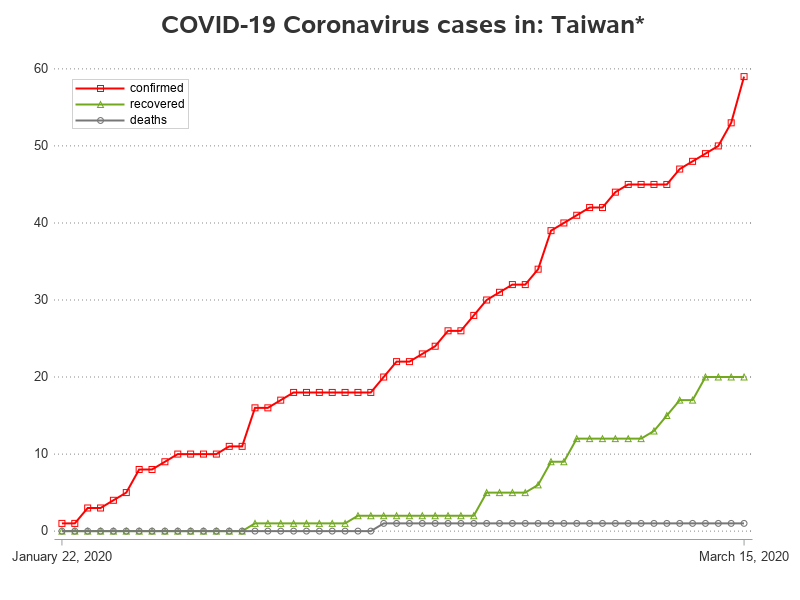 COVID-19 Coronavirus cases in: Taiwan*
60
confirmed
recovered
deaths
50
40
30
20
10
0
January 22, 2020
March 15, 2020